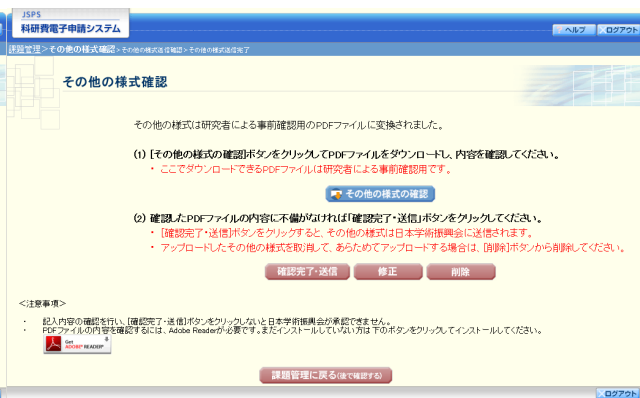 JSPS
科研費電子申請システム
ヘルプ
ログアウト
課題管理＞その他の様式確認＞その他の様式送信確認＞その他の様式送信完了
その他の様式確認
その他の様式は研究者による事前確認用のPDFファイルに変換されました。
(1) [その他の様式の確認]ボタンをクリックしてPDFファイルをダウンロードし、内容を確認してください。
・ ここでダウンロードできるPDFファイルは研究者による事前確認用です。
その他の様式の確認
(2) 確認したPDFファイルの内容に不備がなければ「確認完了・送信」ボタンをクリックしてください。
・ [確認完了・送信]ボタンをクリックすると、その他の様式は日本学術振興会に送信されます。
・ アップロードしたその他の様式を取消して、あらためてアップロードする場合は、[削除]ボタンから削除してください。
確認完了・送信
修正
削除
＜注意事項＞
・ 記入内容の確認を行い、[確認完了・送信]ボタンをクリックしないと日本学術振興会が承認できません。
・ PDFファイルの内容を確認するには、Adobe Readerが必要です。まだインストールしていない方は下のボタンをクリックしてインストールしてください。
Get
ADOBE® READER®
課題管理に戻る(後で確認する)
ログアウト